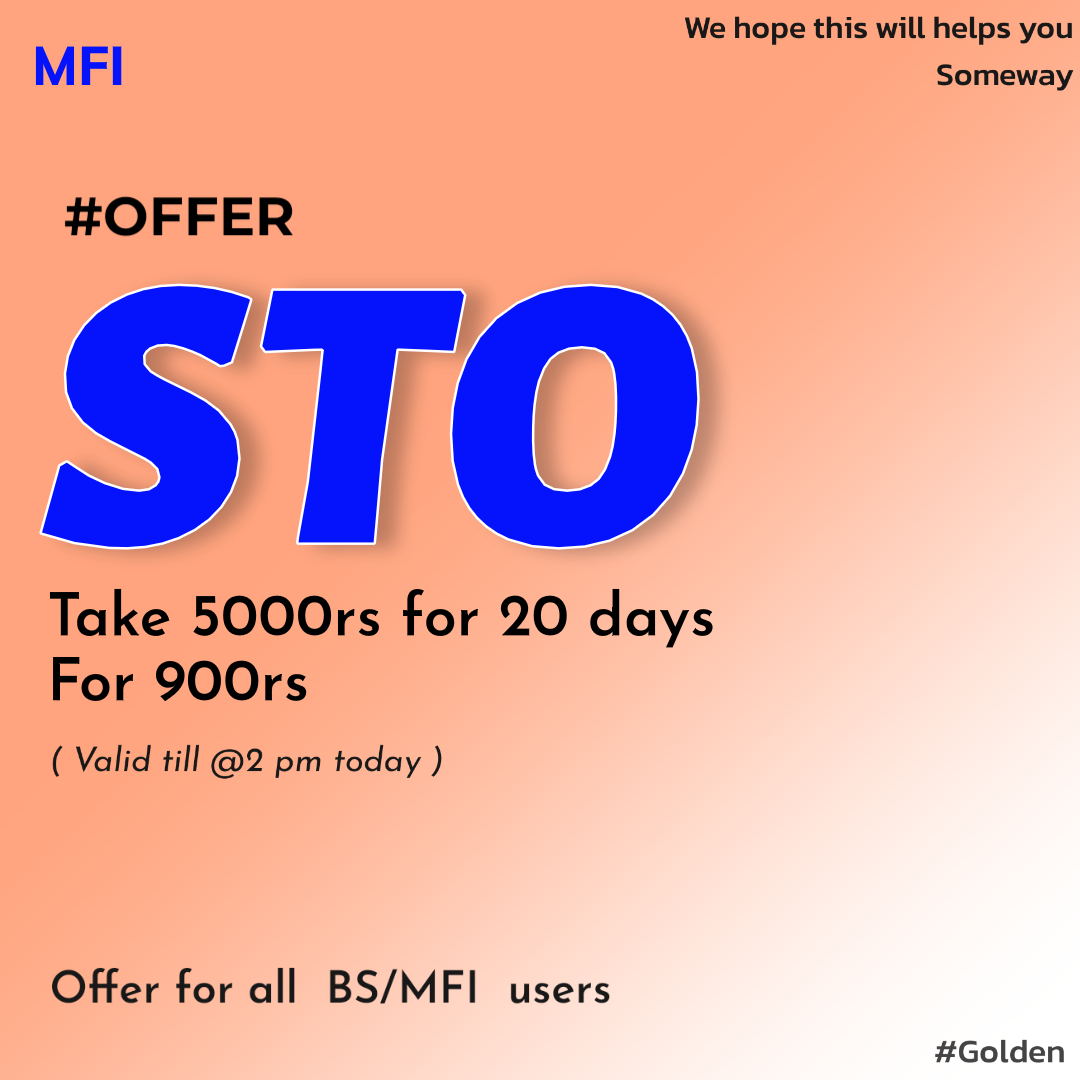 MFI
We hope this will helps you
Someway
#OFFER
STO
Take 5000rs for 20 days
For 900rs
( Valid till @2 pm today )
Offer for all BS/MFI users
#Golden